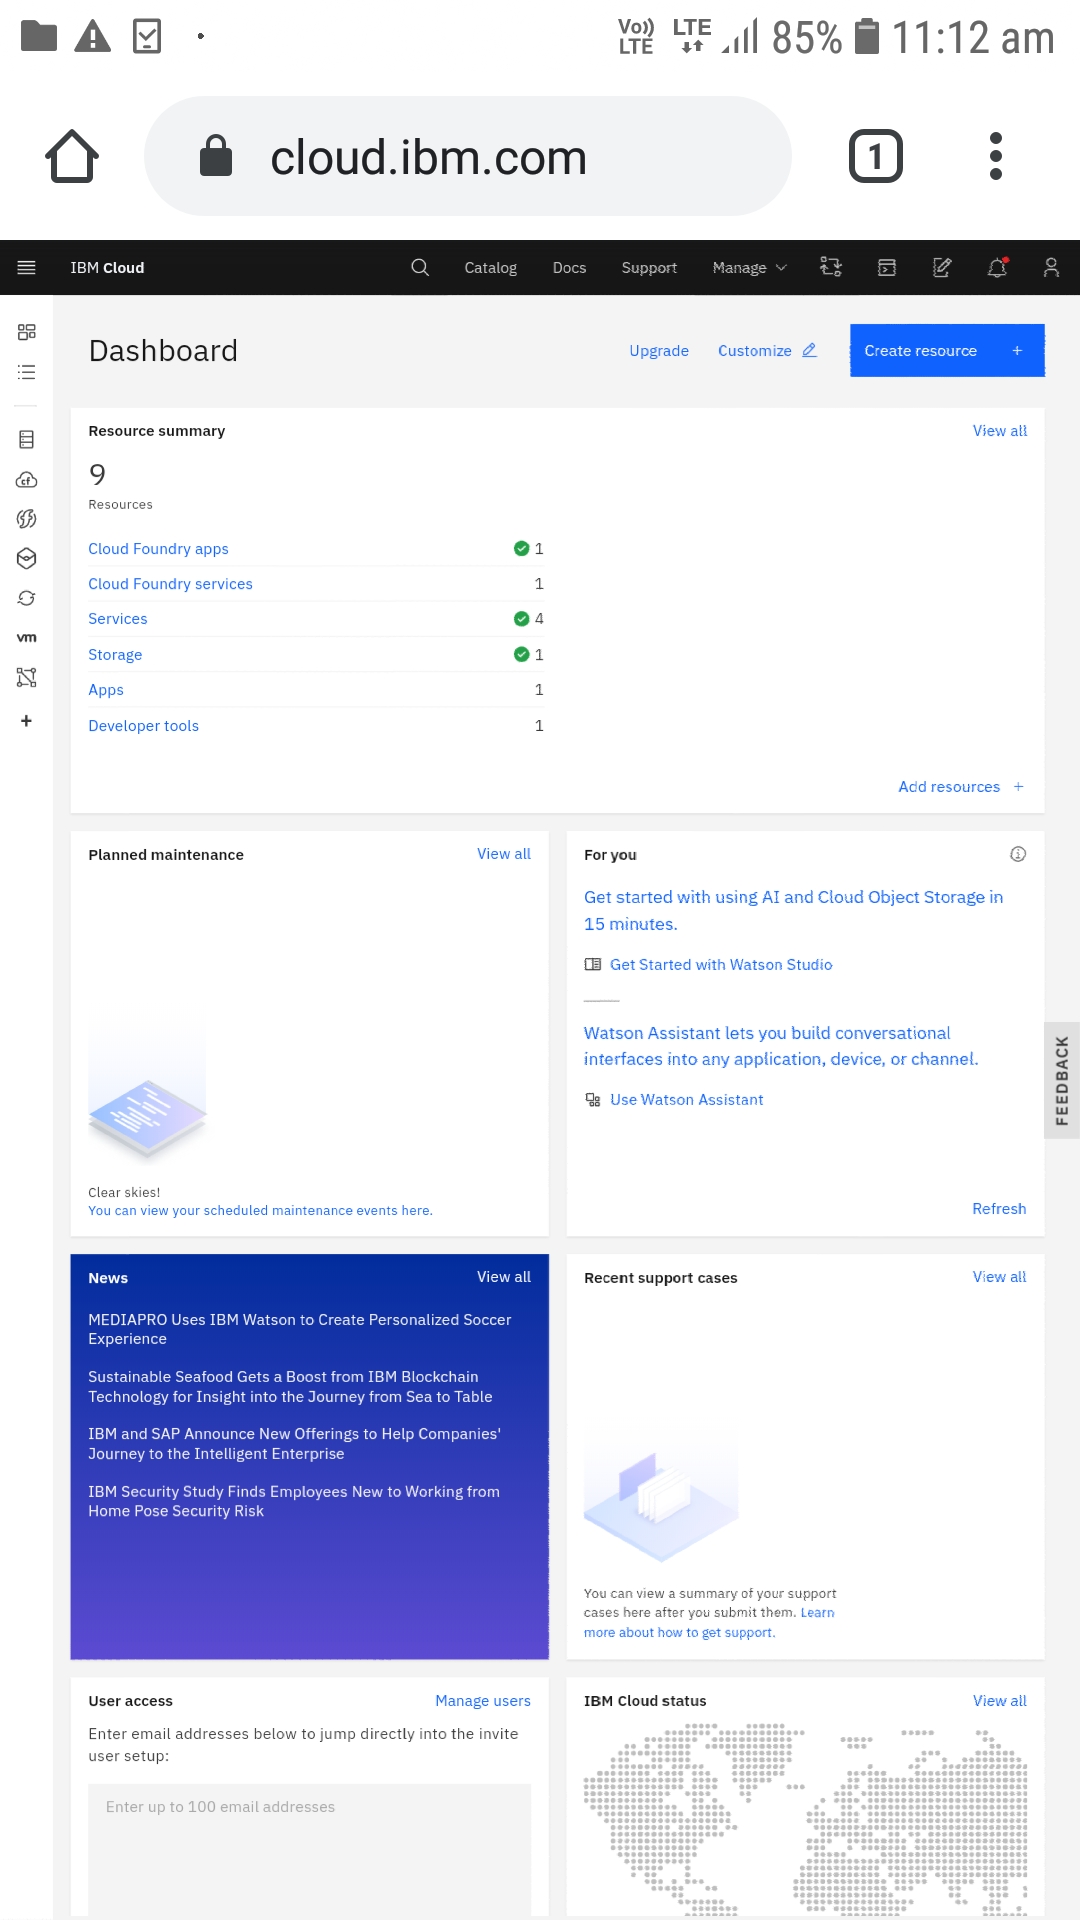 Vo)) LTE LTE 85% 11:12 am
cloud.ibm.com 1
IBM Cloud Catalog Docs Support Manage
Dashboard Upgrade Customize Create resource +
Resource summary View all
9
Resources
Cloud Foundry apps 1
Cloud Foundry services 1
Services 4
Storage 1
Apps 1
Developer tools 1
Add resources +
cf
vm
+
Planned maintenance View all
Clear skies!
You can view your scheduled maintenance events here.
For you
Get started with using AI and Cloud Object Storage in
15 minutes.
Get Started with Watson Studio
Watson Assistant lets you build conversational
interfaces into any application, device, or channel.
Use Watson Assistant
Refresh
FEEDBACK
News View all
MEDIAPRO Uses IBM Watson to Create Personalized Soccer
Experience
Sustainable Seafood Gets a Boost from IBM Blockchain
Technology for Insight into the Journey from Sea to Table
IBM and SAP Announce New Offerings to Help Companies'
Journey to the Intelligent Enterprise
IBM Security Study Finds Employees New to Working from
Home Pose Security Risk
Recent support cases View all
You can view a summary of your support
cases here after you submit them. Learn
more about how to get support.
User access Manage users
Enter email addresses below to jump directly into the invite
user setup:
Enter up to 100 email addresses
IBM Cloud status View all